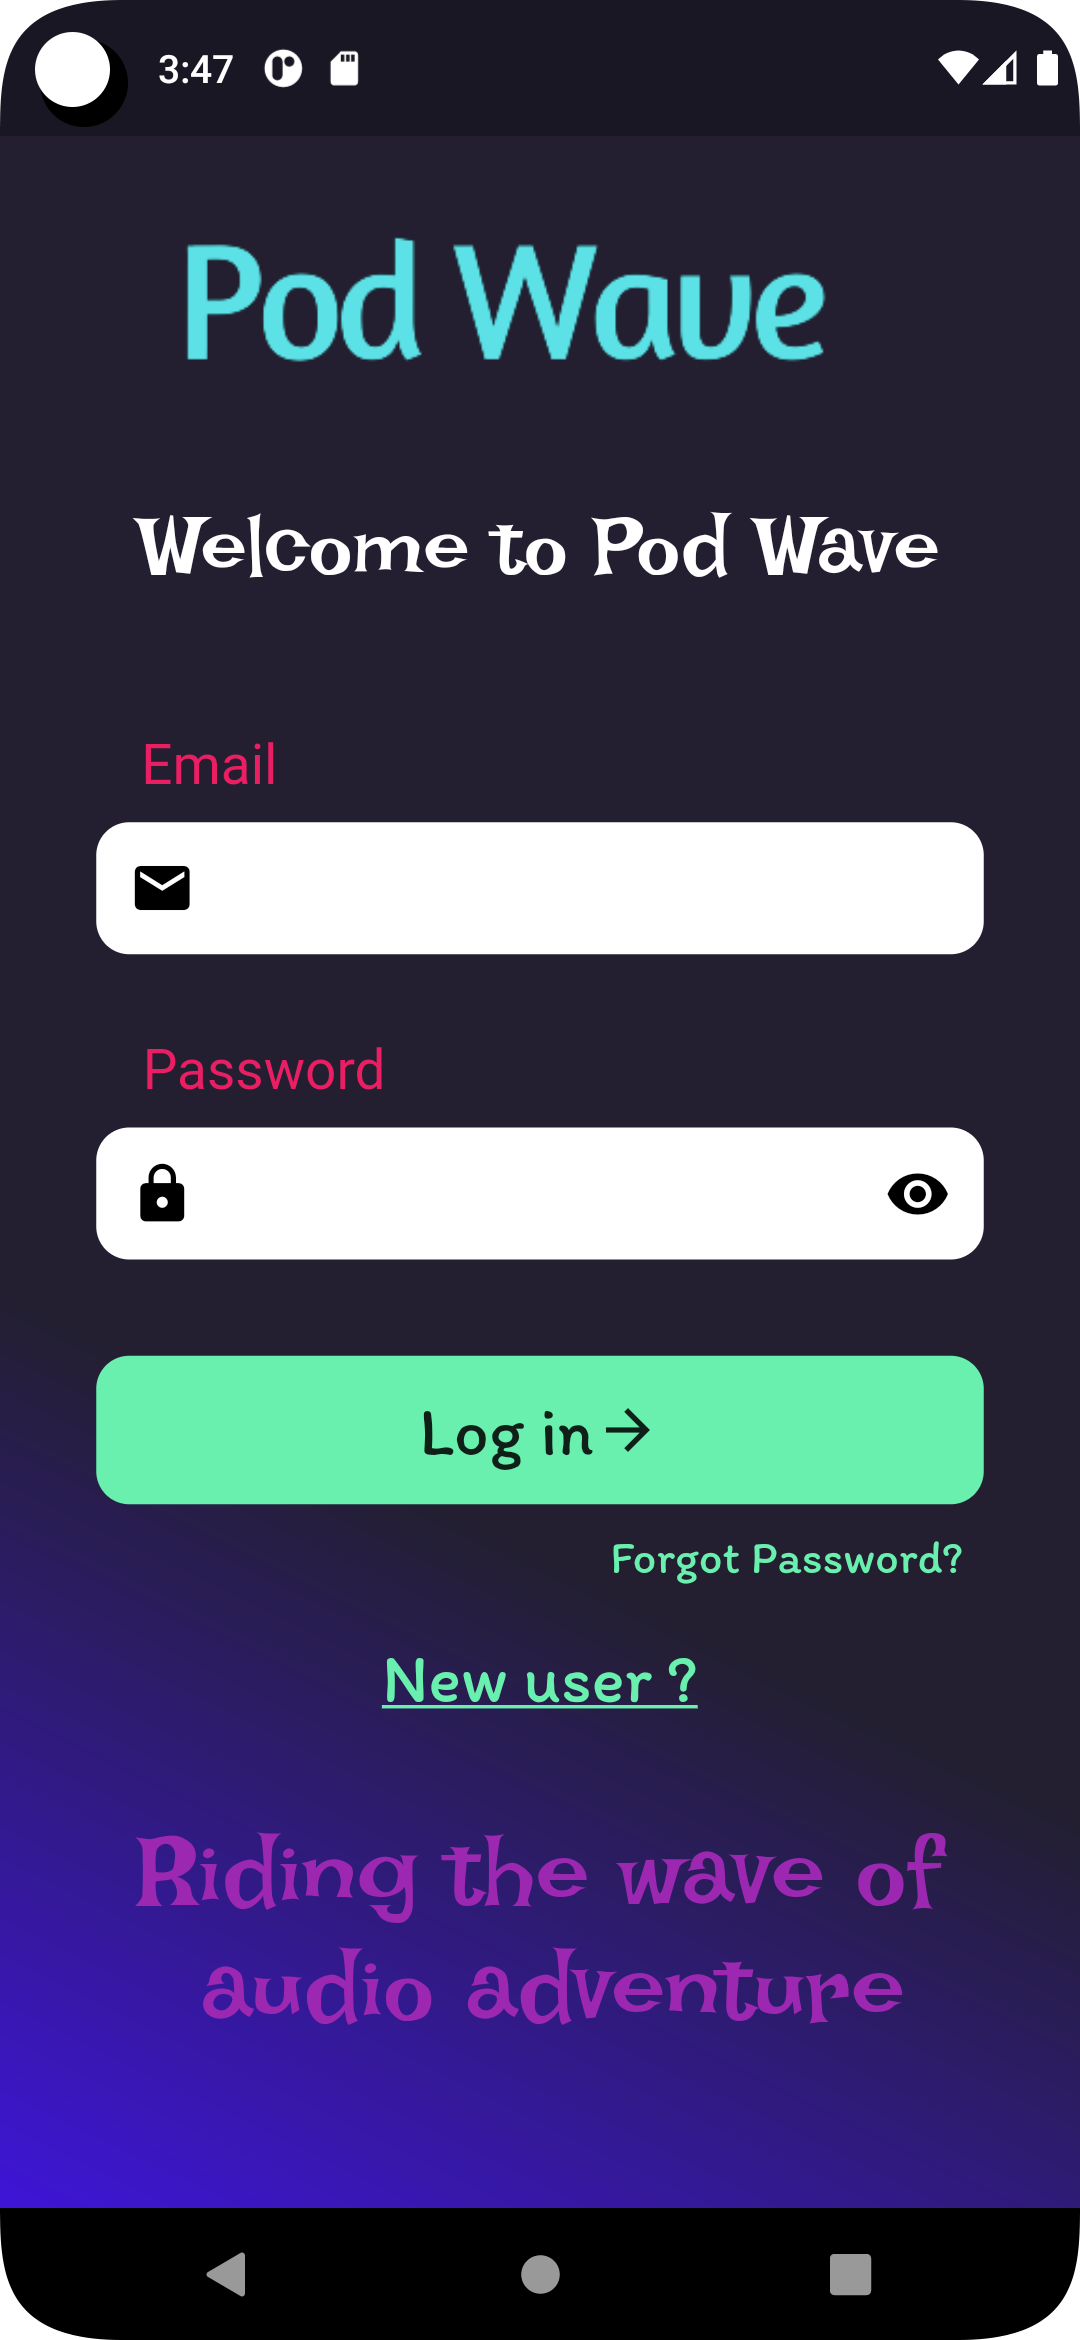 3:47
Pod Wave
Welcome to Pod Wave
Email
Password
Log in
Forgot Password?
New user ?
Riding the wave of
audio adventure